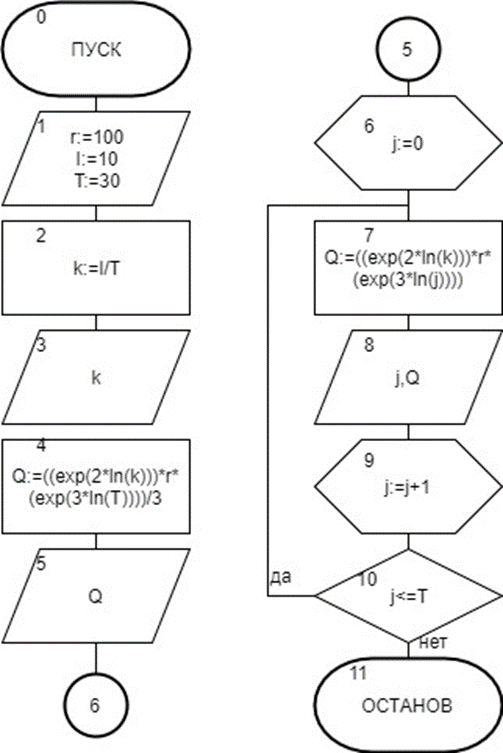 0
ПУСК
1
r:=100
I:=10
T:=30
2
k:=I/T
3
k
4
Q:=((exp(2*ln(k)))*r*
(exp(3*ln(T))))/3
5
Q
6
5
6
j:=0
7
Q:=((exp(2*ln(k)))*r*
(exp(3*ln(j))))
8
j,Q
9
j:=j+1
10
j<=T
да
нет
11
ОСТАНОВ